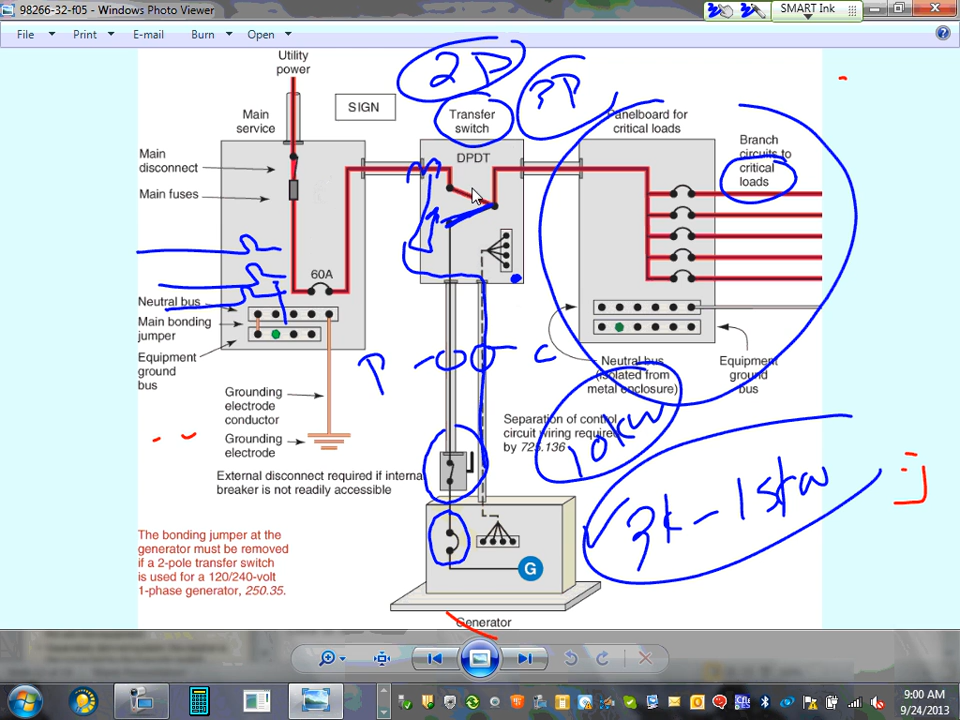 98266-32-f05 - Windows Photo Viewer
SMART Ink
File
Print
E-mail
Burn
Open
Utility
power
SIGN
2P
3P
Main
service
Transfer
switch
Panelboard for
critical loads
DPDT
Main
disconnect
Main fuses
Branch
circuits to
critical
loads
60A
Neutral bus
Main bonding
jumper
Equipment
ground
bus
Neutral bus
(isolated from
metal enclosure)
Equipment
ground
bus
Grounding
electrode
conductor
Grounding
electrode
Separation of control
circuit wiring required
by 725.136
10kw
External disconnect required if internal
breaker is not readily accessible
The bonding jumper at the
generator must be removed
if a 2-pole transfer switch
is used for a 120/240-volt
1-phase generator, 250.35.
G
Generator
9:00 AM
9/24/2013